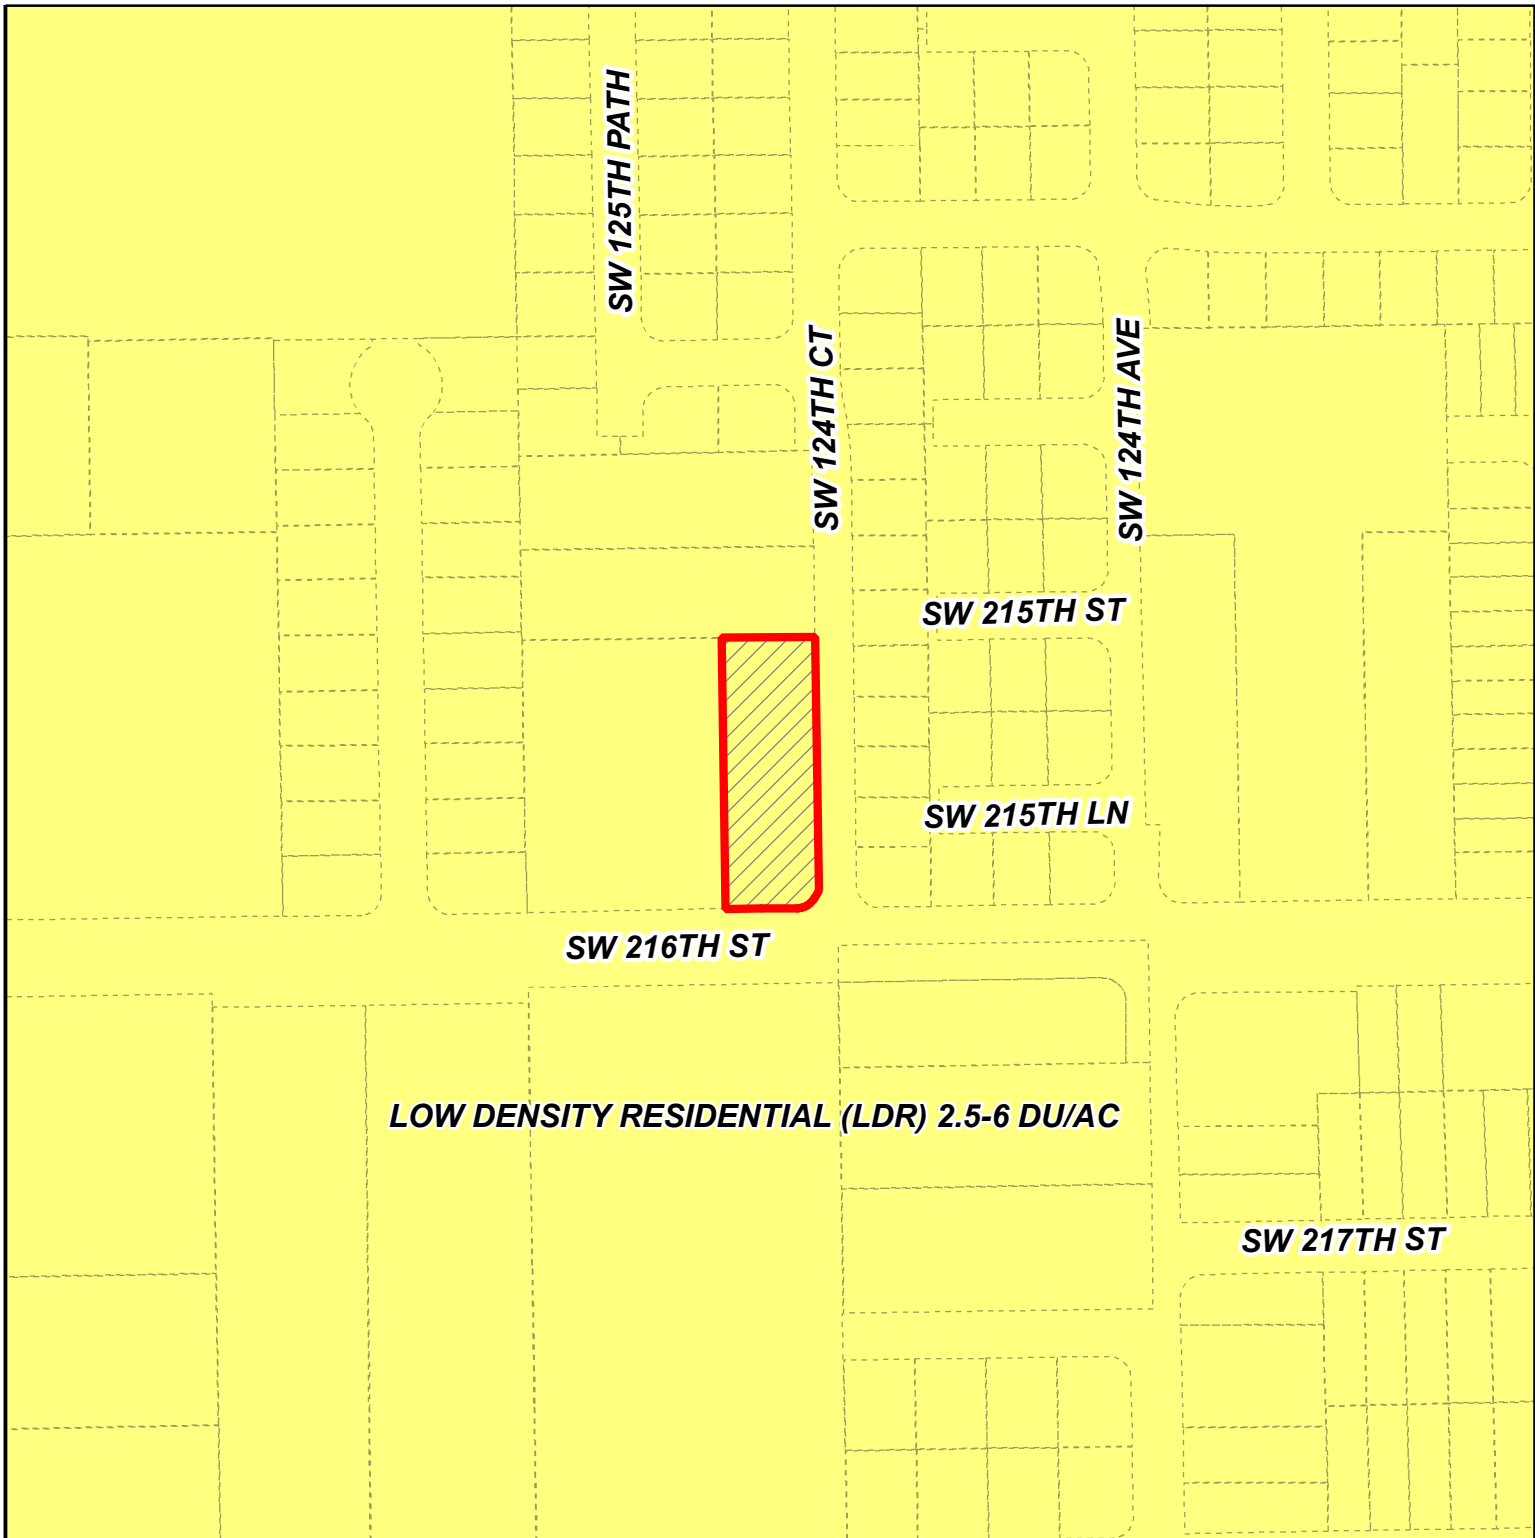 SW 125TH PATH
SW 124TH CT
SW 124TH AVE
SW 215TH ST
SW 215TH LN
SW 216TH ST
LOW DENSITY RESIDENTIAL (LDR) 2.5-6 DU/AC
SW 217TH ST